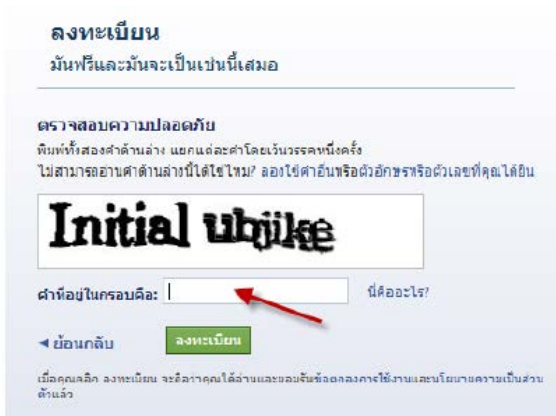 ลงทะเบียน
มันฟรีและมันจะเป็นเช่นนี้เสมอ
ตรวจสอบความปลอดภัย
พิมพ์ทั้งสองคำด้านล่าง แยกแต่ละคำโดยเว้นวรรคหนึ่งครั้ง
ไม่สามารถอ่านคำด้านล่างนี้ได้ใช่ไหม? ลองใช้คำอื่นหรือตัวอักษรหรือตัวเลขที่คุณได้ยิน
Initial ubjike
คำที่อยู่ในกรอบคือ: นี่คืออะไร?
◄ ย้อนกลับ ลงทะเบียน
เมื่อคุณคลิก ลงทะเบียน จะถือว่าคุณได้อ่านและยอมรับข้อตกลงการใช้งานและนโยบายความเป็นส่วน
ตัวแล้ว